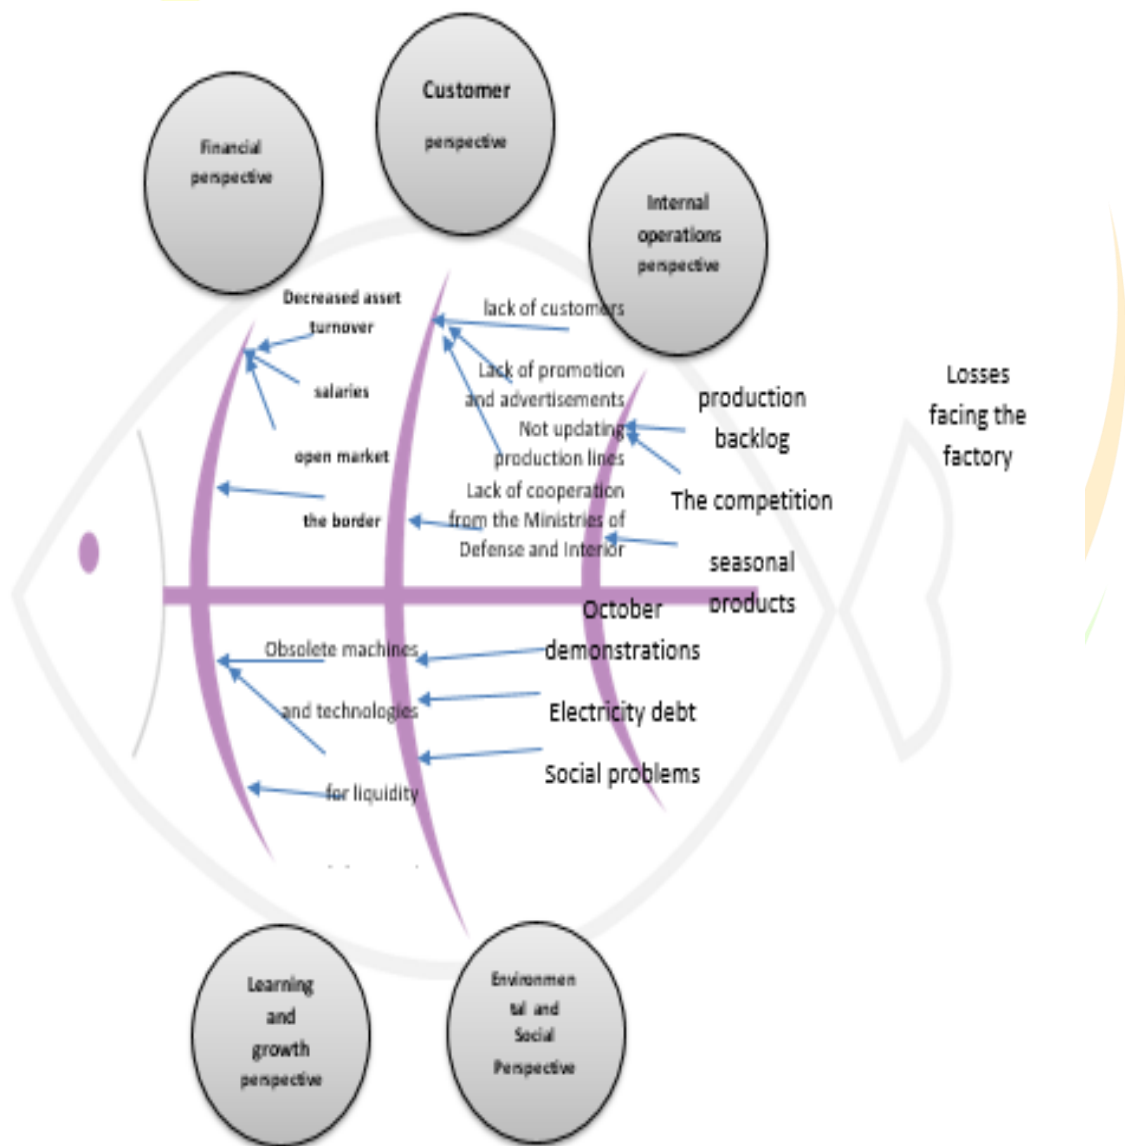 Customer
perspective
Financial
perspective
Internal
operations
perspective
Decreased asset
turnover
salaries
open market
the border
lack of customers
Lack of promotion
and advertisements
Not updating
production lines
Lack of cooperation
from the Ministries of
Defense and Interior
production
backlog
The competition
seasonal
products
Losses
facing the
factory
Obsolete machines
and technologies
for liquidity
October
demonstrations
Electricity debt
Social problems
Learning
and
growth
perspective
Environmen
tal and
Social
Perspective